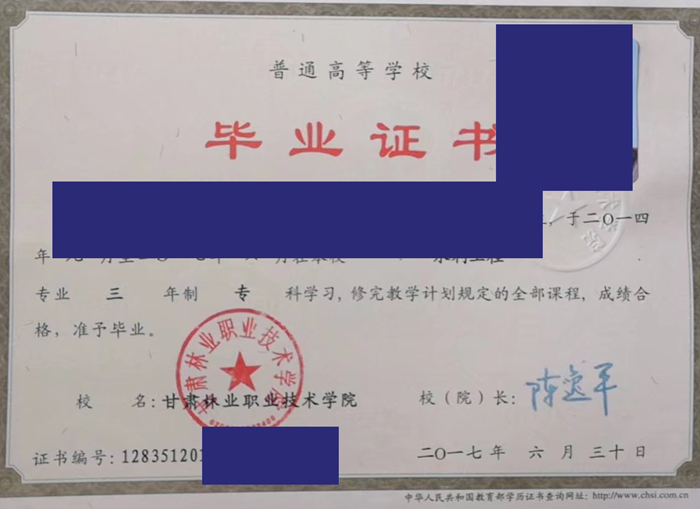 普通高等学校
毕业证书
于二〇一四
年
专业 三 年制 专 科学习，修完教学计划规定的全部课程，成绩合
格，准予毕业。
甘肃林业职业技术学院
校 名：甘肃林业职业技术学院 校（院）长：陈逸军
证书编号：12835120 二〇一七年 六 月 三十日
中华人民共和国教育部学历证书查询网址：http://www.chsi.com.cn